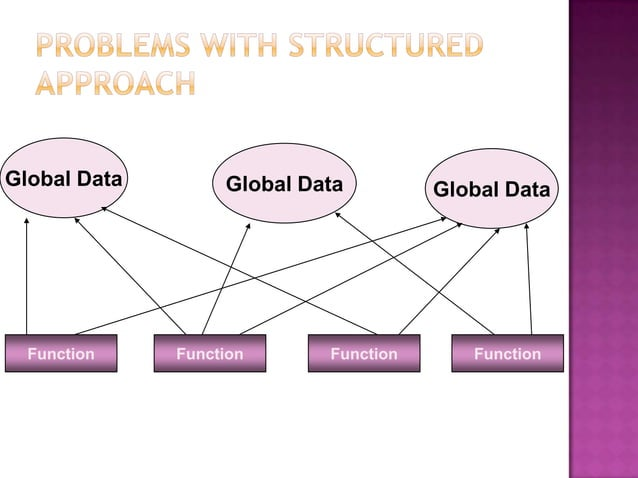 PROBLEMS WITH STRUCTURED
APPROACH
Global Data
Global Data
Global Data
Function
Function
Function
Function